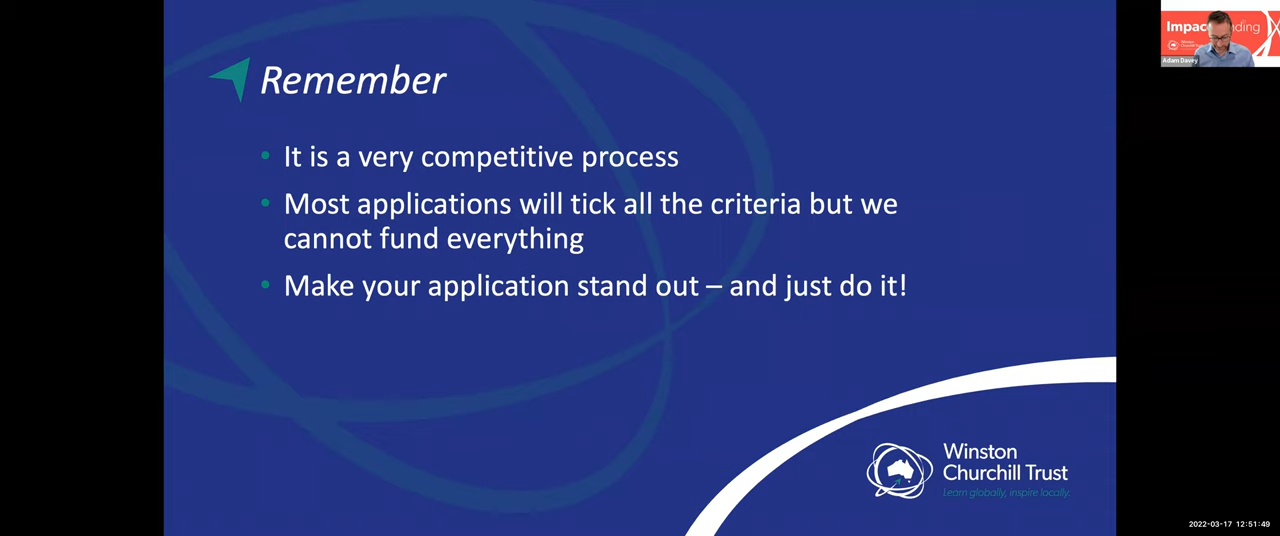 Remember
• It is a very competitive process
• Most applications will tick all the criteria but we
cannot fund everything
• Make your application stand out – and just do it!
Winston
Churchill Trust
Learn globally, inspire locally.
Adam Davey
2022-03-17 12:51:49